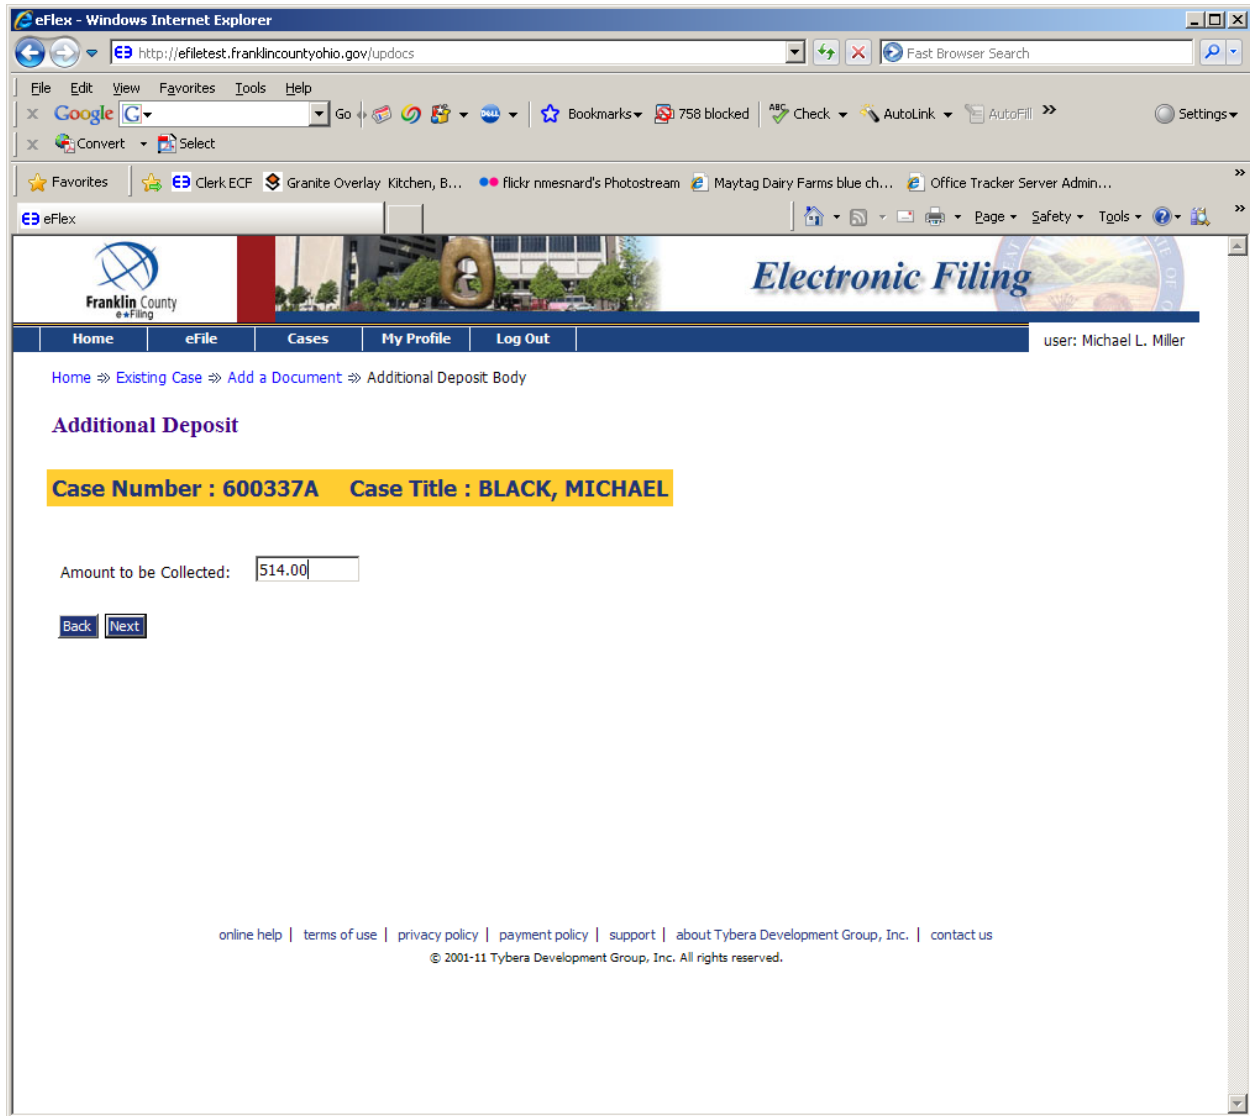 eFlex - Windows Internet Explorer
http://efiletest.franklincountyohio.gov/updocs
Fast Browser Search
File Edit View Favorites Tools Help
x Google G Go Bookmarks 758 blocked ABC Check AutoLink AutoFill » Settings
x Convert Select
Favorites Clerk ECF Granite Overlay Kitchen, B... flickr nmesnard's Photostream Maytag Dairy Farms blue ch... Office Tracker Server Admin... »
eFlex Page Safety Tools »
Franklin County
e★Filing
Electronic Filing
Home eFile Cases My Profile Log Out
user: Michael L. Miller
Home ⇒ Existing Case ⇒ Add a Document ⇒ Additional Deposit Body
Additional Deposit
Case Number : 600337A Case Title : BLACK, MICHAEL
Amount to be Collected: 514.00
Back Next
online help | terms of use | privacy policy | payment policy | support | about Tybera Development Group, Inc. | contact us
© 2001-11 Tybera Development Group, Inc. All rights reserved.